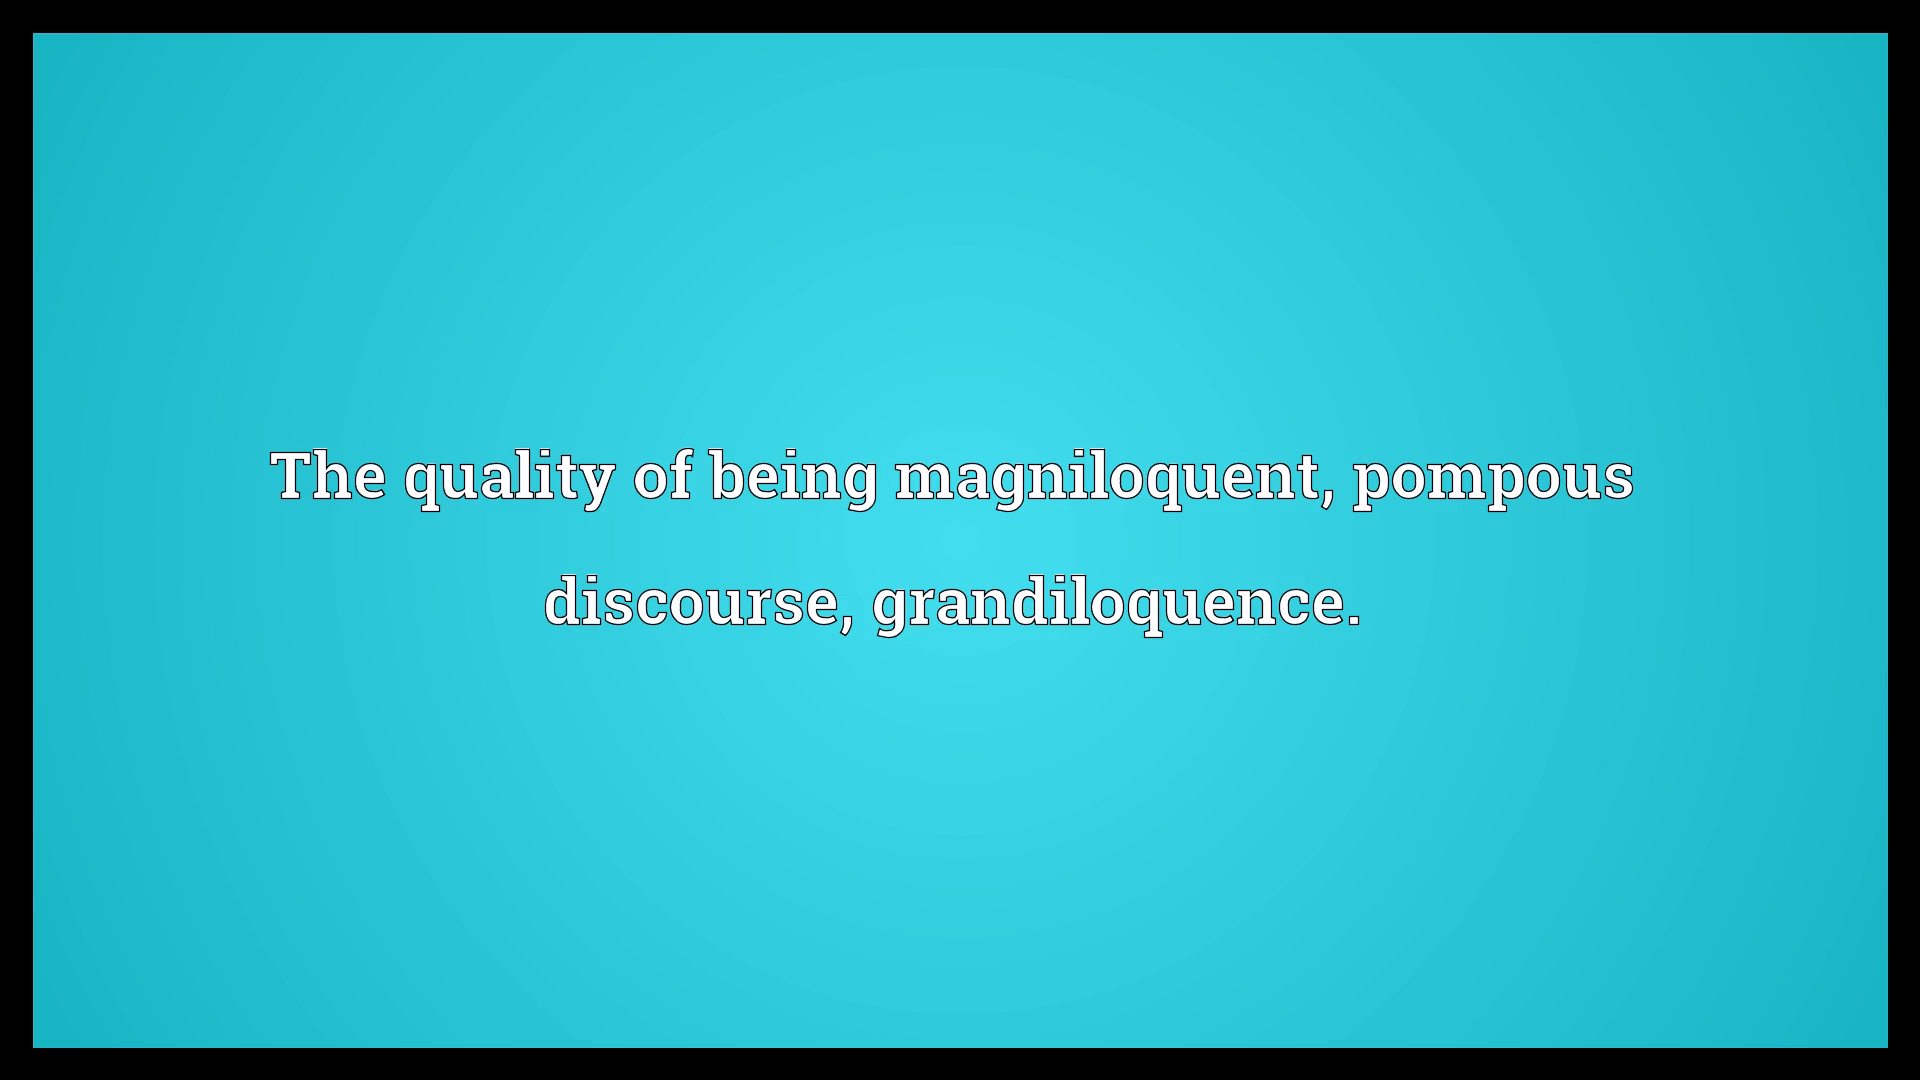 The quality of being magniloquent, pompous
discourse, grandiloquence.